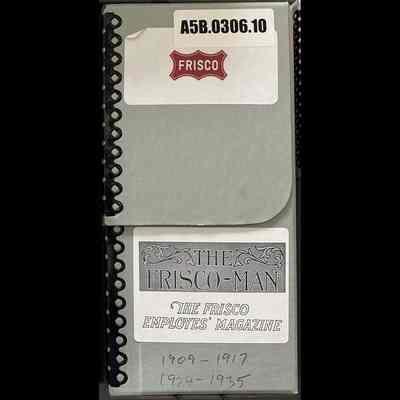 A5B.0306.10
FRISCO
THE
FRISCO-MAN
THE FRISCO
EMPLOYES' MAGAZINE
1909-1917
1924-1935